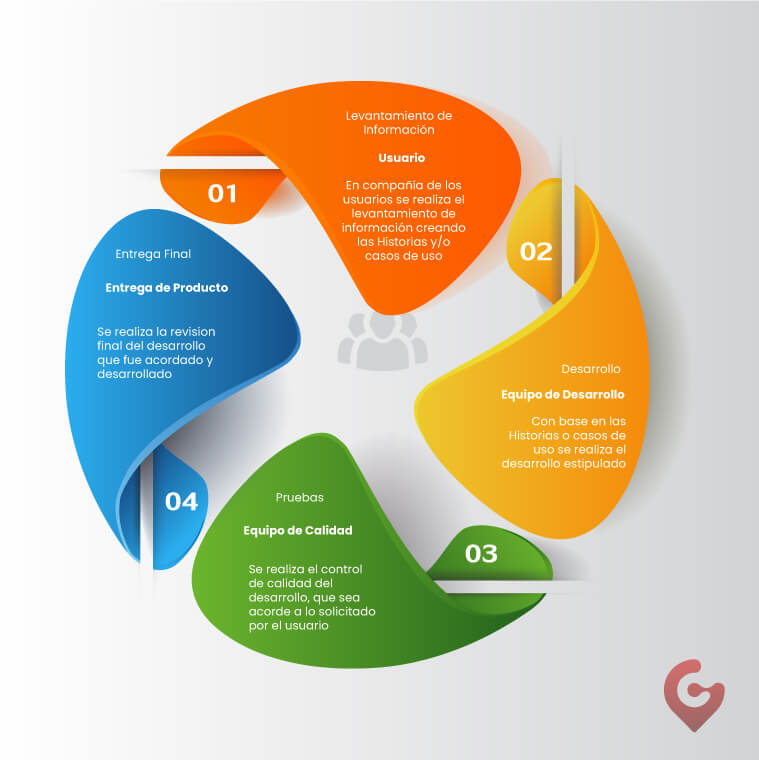 01
Levantamiento de
Información
Usuario
En compañía de los
usuarios se realiza el
levantamiento de
información creando
las Historias y/o
casos de uso
02
Desarrollo
Equipo de Desarrollo
Con base en las
Historias o casos de
uso se realiza el
desarrollo estipulado
03
Pruebas
Equipo de Calidad
Se realiza el control
de calidad del
desarrollo, que sea
acorde a lo solicitado
por el usuario
04
Entrega Final
Entrega de Producto
Se realiza la revision
final del desarrollo
que fue acordado y
desarrollado